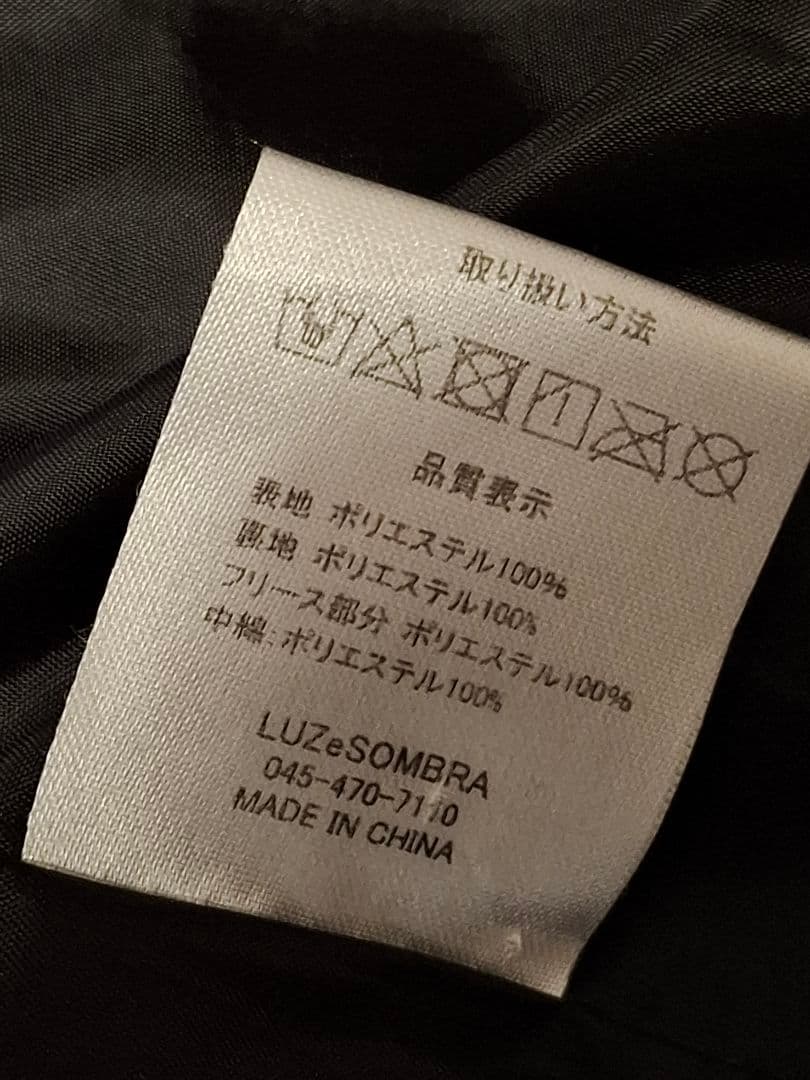 取り扱い方法
品質表示
表地 ポリエステル100%
裏地 ポリエステル100%
フリース部分 ポリエステル100%
中綿:ポリエステル100%
LUZeSOMBRA
045-470-7110
MADE IN CHINA